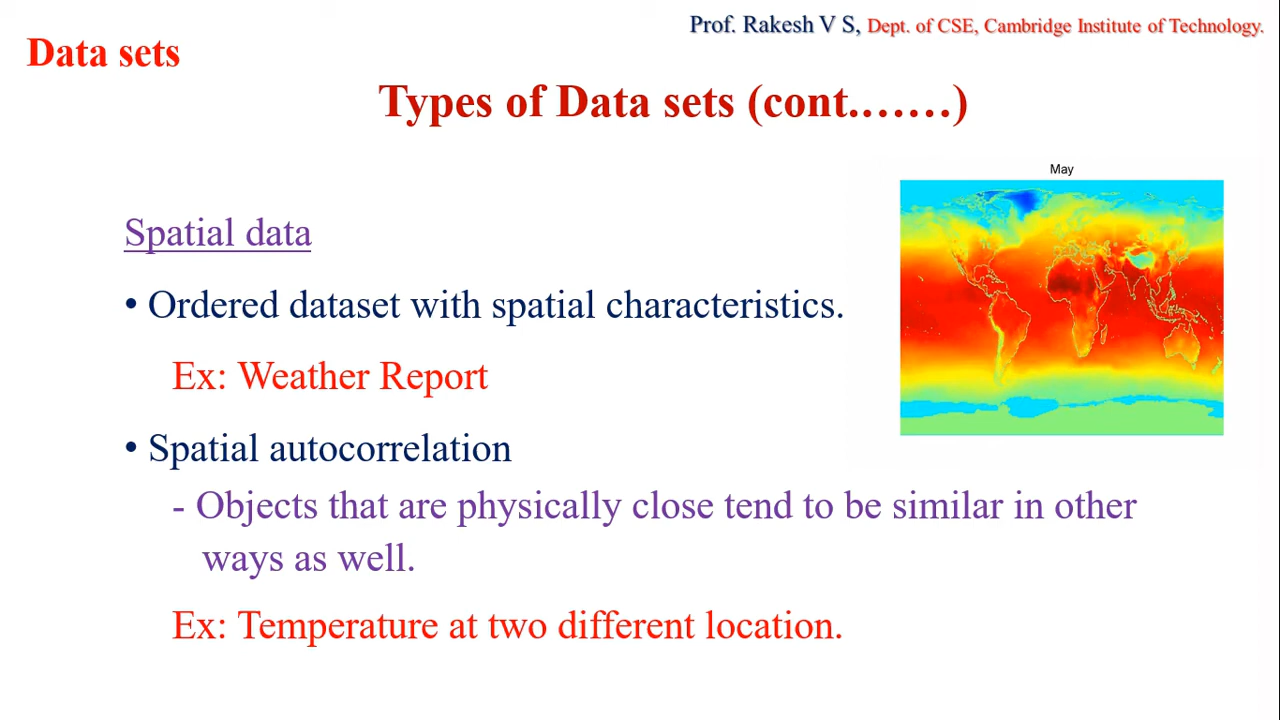 Prof. Rakesh V S, Dept. of CSE, Cambridge Institute of Technology.
Data sets
Types of Data sets (cont.……)
May
Spatial data
• Ordered dataset with spatial characteristics.
Ex: Weather Report
• Spatial autocorrelation
- Objects that are physically close tend to be similar in other
ways as well.
Ex: Temperature at two different location.